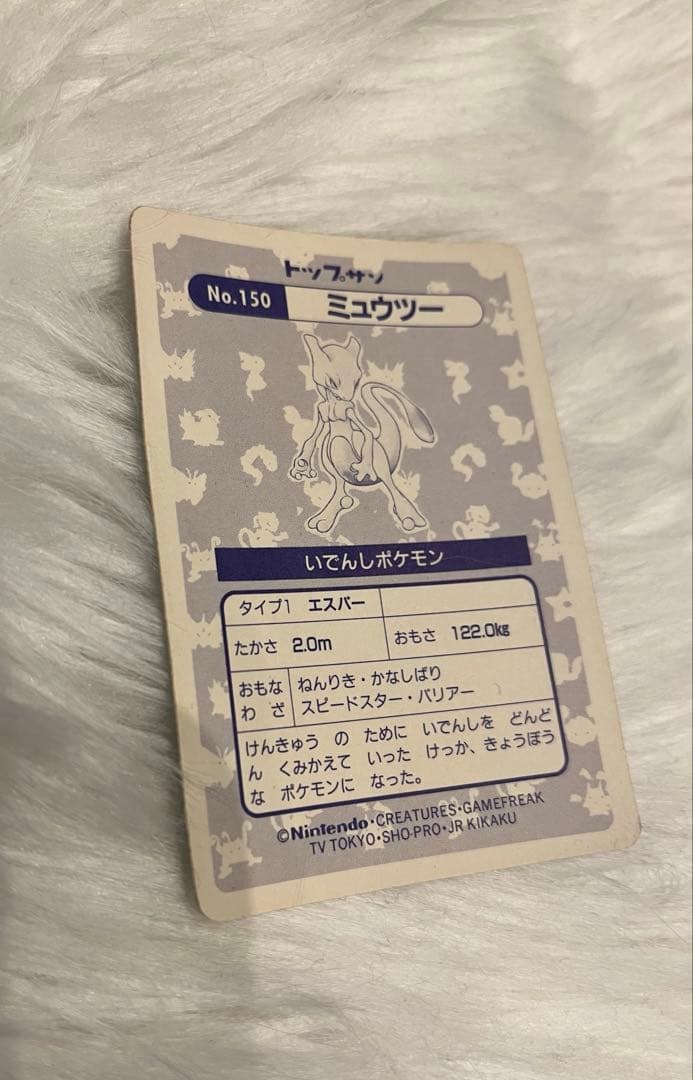 トップサン
No.150 ミュウツー
いでんしポケモン
タイプ1 エスパー
たかさ 2.0m おもさ 122.0kg
おもな わざ
ねんりき・かなしばり
スピードスター・バリアー
けんきゅう の ために いでんしを どんど
ん くみかえて いった けっか、きょうぼう
な ポケモンに なった。
©Nintendo・CREATURES・GAMEFREAK
TV TOKYO・SHO-PRO・JR KIKAKU